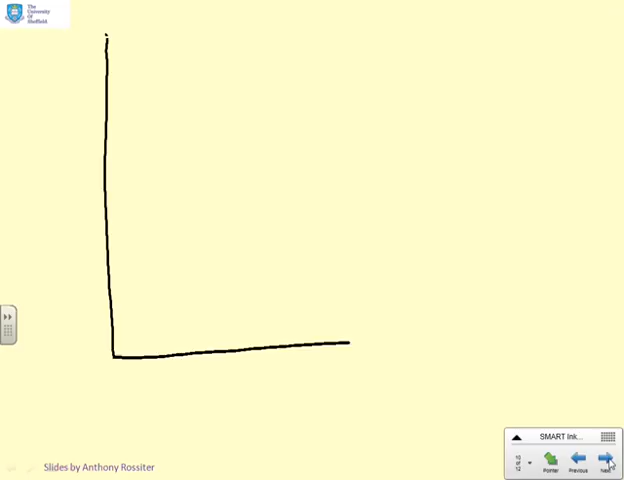 The
University
Of
Sheffield
SMART Ink...
Pointer
Previous
Next
Slides by Anthony Rossiter